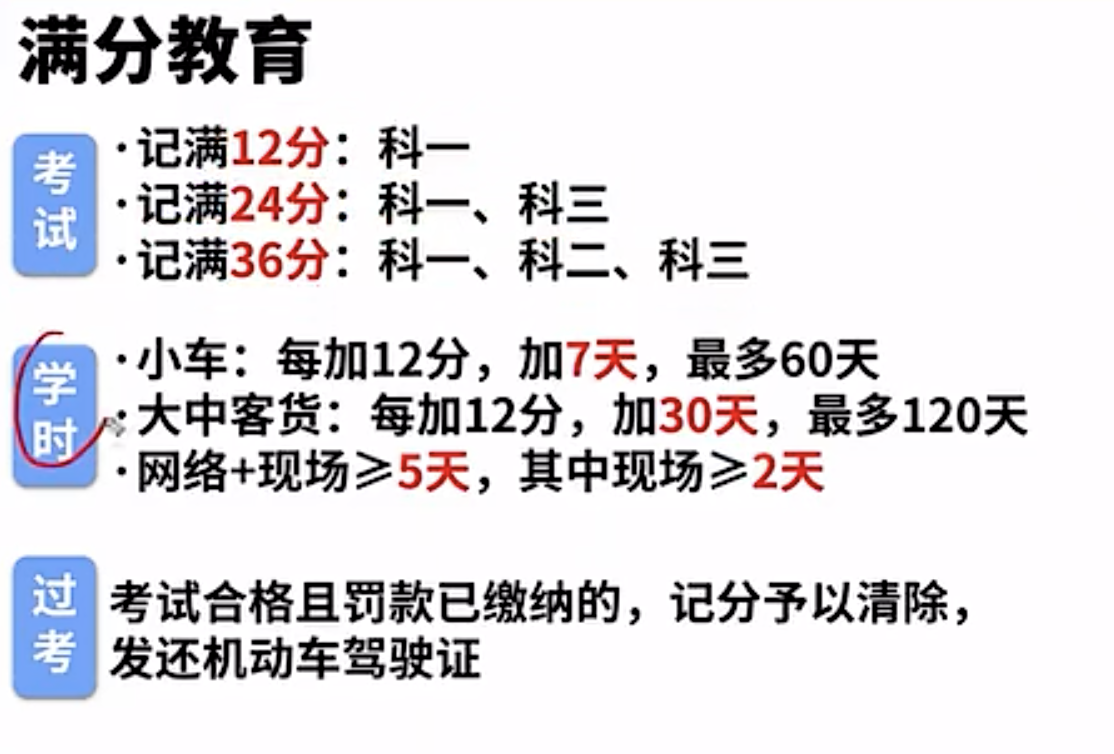 满分教育
考试
·记满12分：科一
·记满24分：科一、科三
·记满36分：科一、科二、科三
学时
·小车：每加12分，加7天，最多60天
·大中客货：每加12分，加30天，最多120天
·网络+现场≥5天，其中现场≥2天
过考
考试合格且罚款已缴纳的，记分予以清除，
发还机动车驾驶证